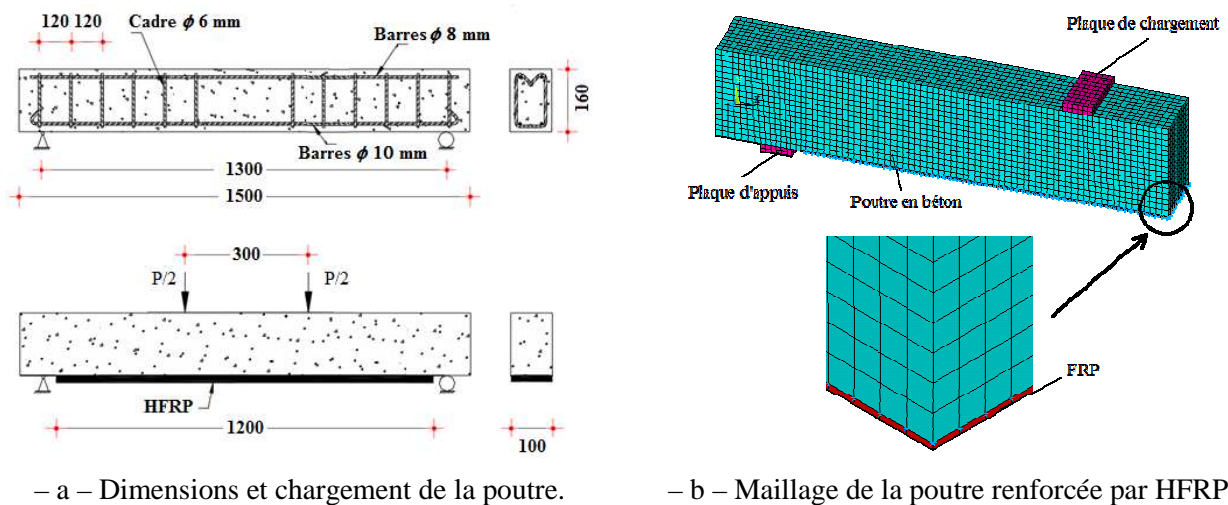 120 120
Cadre ϕ 6 mm
Barres ϕ 8 mm
160
Barres ϕ 10 mm
1300
1500
300
P/2
P/2
HFRP
1200
100
– a – Dimensions et chargement de la poutre.
Plaque de chargement
Plaque d'appuis
Poutre en béton
FRP
– b – Maillage de la poutre renforcée par HFRP